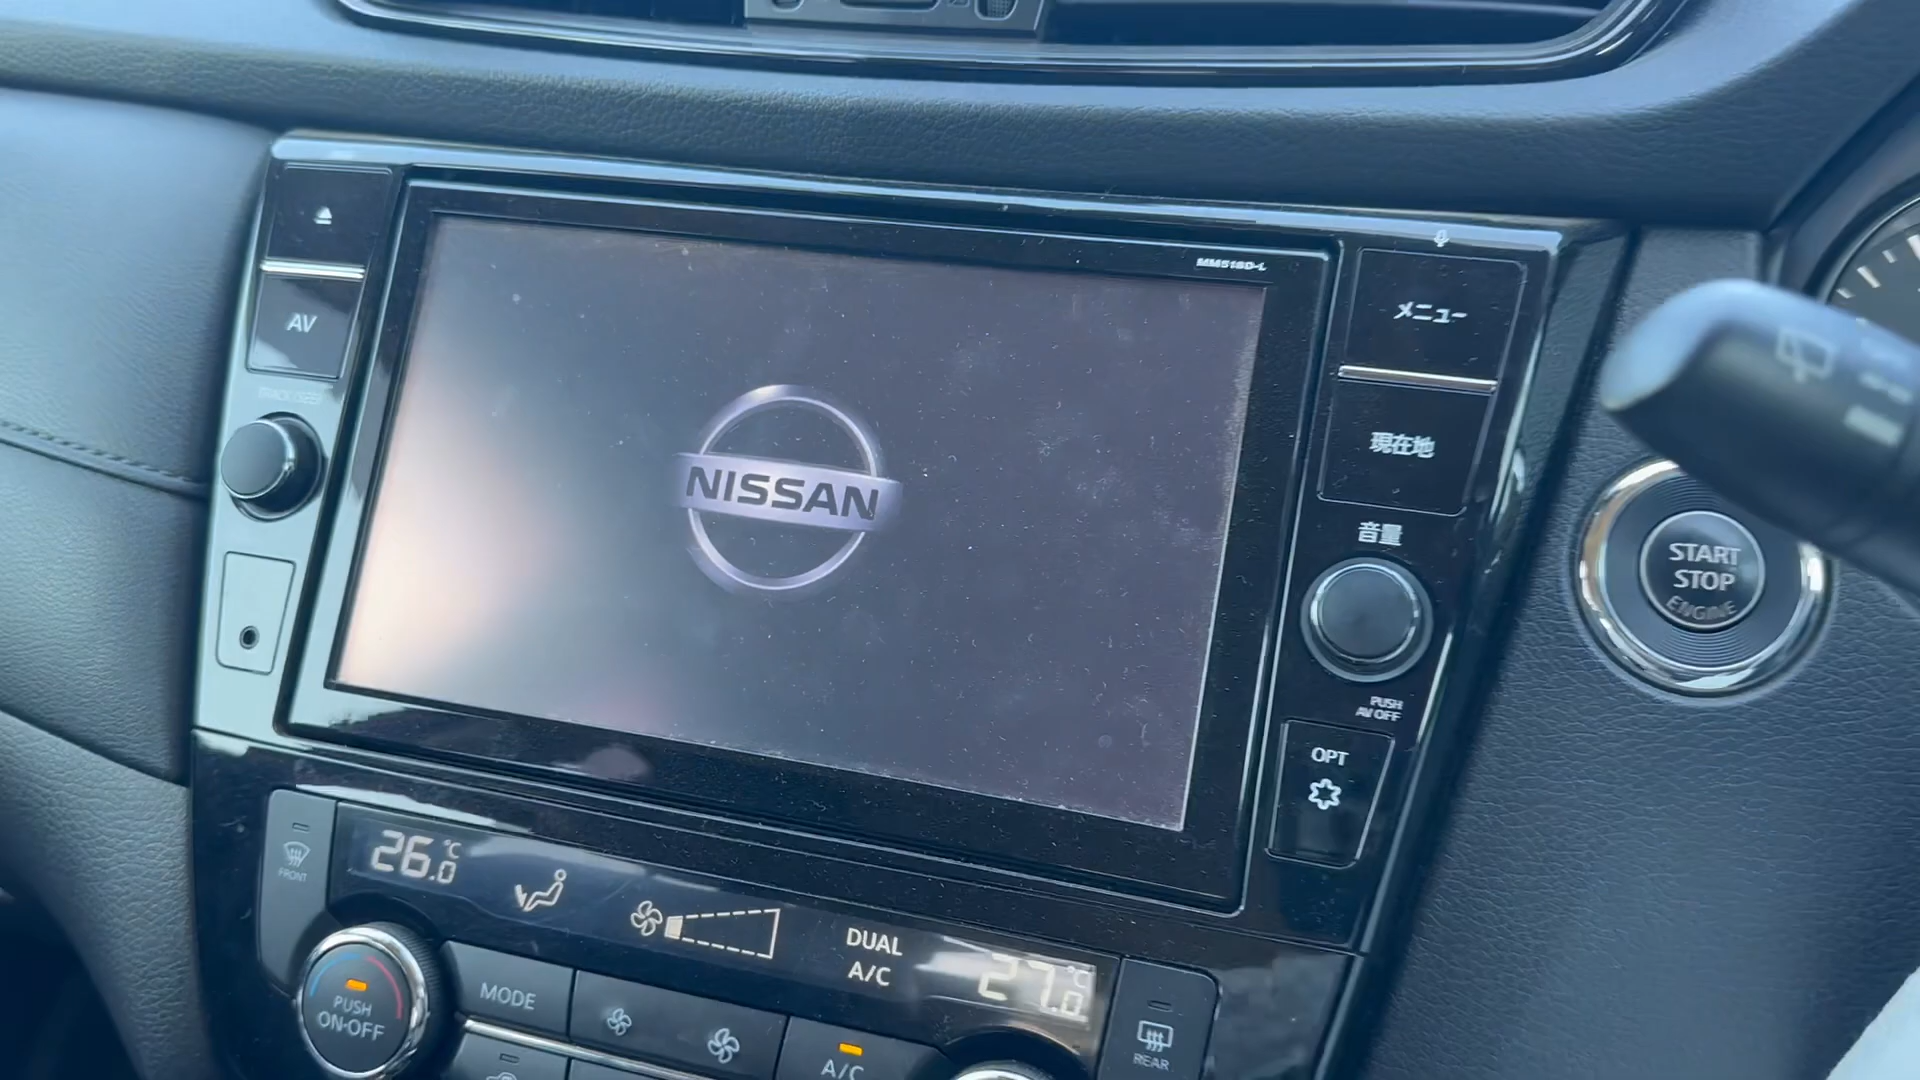 MM518D-L
AV
メニュー
現在地
音量
PUSH
AV OFF
OPT
NISSAN
START
STOP
ENGINE
26.0 °C
FRONT
DUAL
A/C
27.0 °C
PUSH
ON·OFF
MODE
A/C
REAR